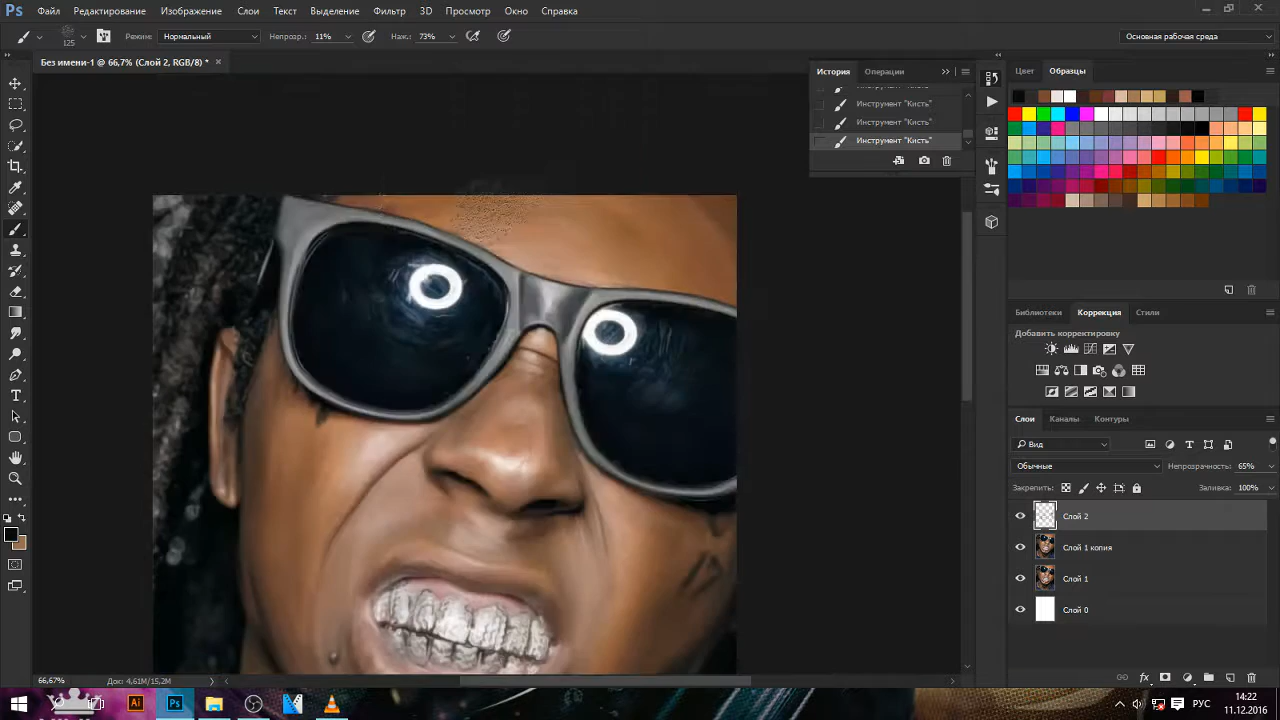 Ps
Файл Редактирование Изображение Слои Текст Выделение Фильтр 3D Просмотр Окно Справка
125 Режим: Нормальный Непрозр.: 11% Наж.: 73% Основная рабочая среда
Без имени-1 @ 66,7% (Слой 2, RGB/8) * ×
История Операции
Цвет Образцы
Инструмент "Кисть"
Инструмент "Кисть"
Инструмент "Кисть"
Библиотеки Коррекция Стили
Добавить корректировку
Слои Каналы Контуры
Вид
Обычные Непрозрачность: 65%
Закрепить: Заливка: 100%
Слой 2
Слой 1 копия
Слой 1
Слой 0
66,67% Док: 4,61M/15,2M
Ai Ps
РУС
14:22
11.12.2016